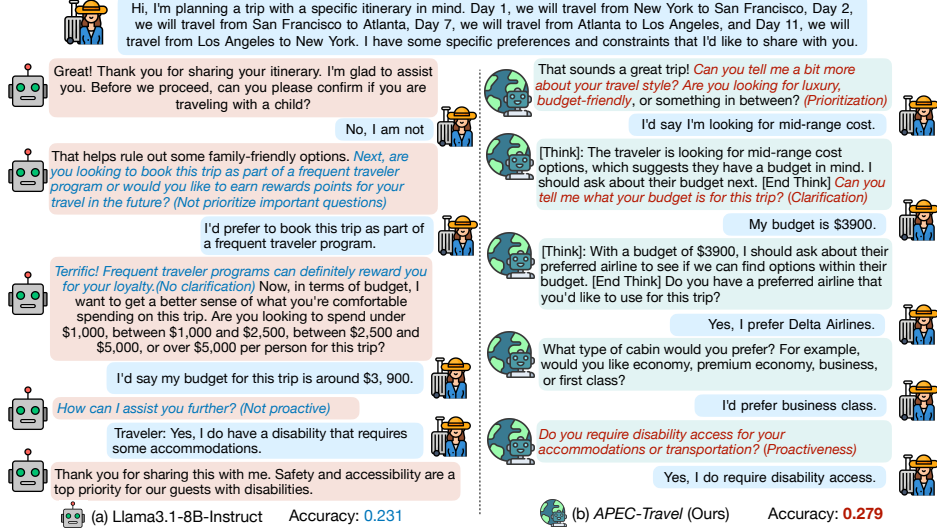 Hi, I'm planning a trip with a specific itinerary in mind. Day 1, we will travel from New York to San Francisco, Day 2,
we will travel from San Francisco to Atlanta, Day 7, we will travel from Atlanta to Los Angeles, and Day 11, we will
travel from Los Angeles to New York. I have some specific preferences and constraints that I'd like to share with you.
Great! Thank you for sharing your itinerary. I'm glad to assist
you. Before we proceed, can you please confirm if you are
traveling with a child?
No, I am not
That helps rule out some family-friendly options. Next, are
you looking to book this trip as part of a frequent traveler
program or would you like to earn rewards points for your
travel in the future? (Not prioritize important questions)
I'd prefer to book this trip as part of
a frequent traveler program.
Terrific! Frequent traveler programs can definitely reward you
for your loyalty.(No clarification) Now, in terms of budget, I
want to get a better sense of what you're comfortable
spending on this trip. Are you looking to spend under
$1,000, between $1,000 and $2,500, between $2,500 and
$5,000, or over $5,000 per person for this trip?
I'd say my budget for this trip is around $3, 900.
How can I assist you further? (Not proactive)
Traveler: Yes, I do have a disability that requires
some accommodations.
Thank you for sharing this with me. Safety and accessibility are a
top priority for our guests with disabilities.
(a) Llama3.1-8B-Instruct Accuracy: 0.231
That sounds a great trip! Can you tell me a bit more
about your travel style? Are you looking for luxury,
budget-friendly, or something in between? (Prioritization)
I'd say I'm looking for mid-range cost.
[Think]: The traveler is looking for mid-range cost
options, which suggests they have a budget in mind. I
should ask about their budget next. [End Think] Can you
tell me what your budget is for this trip? (Clarification)
My budget is $3900.
[Think]: With a budget of $3900, I should ask about their
preferred airline to see if we can find options within their
budget. [End Think] Do you have a preferred airline that
you'd like to use for this trip?
Yes, I prefer Delta Airlines.
What type of cabin would you prefer? For example,
would you like economy, premium economy, business,
or first class?
I'd prefer business class.
Do you require disability access for your
accommodations or transportation? (Proactiveness)
Yes, I do require disability access.
(b) APEC-Travel (Ours) Accuracy: 0.279